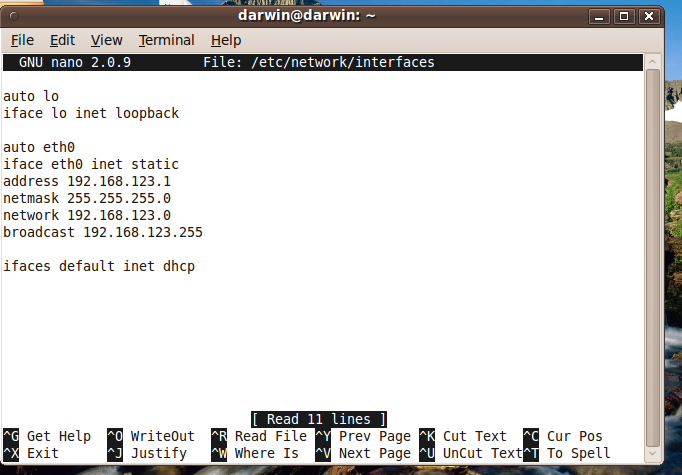 darwin@darwin: ~
File Edit View Terminal Help
GNU nano 2.0.9 File: /etc/network/interfaces
auto lo
iface lo inet loopback
auto eth0
iface eth0 inet static
address 192.168.123.1
netmask 255.255.255.0
network 192.168.123.0
broadcast 192.168.123.255
ifaces default inet dhcp
[ Read 11 lines ]
^G Get Help ^O WriteOut ^R Read File ^Y Prev Page ^K Cut Text ^C Cur Pos
^X Exit ^J Justify ^W Where Is ^V Next Page ^U UnCut Text ^T To Spell